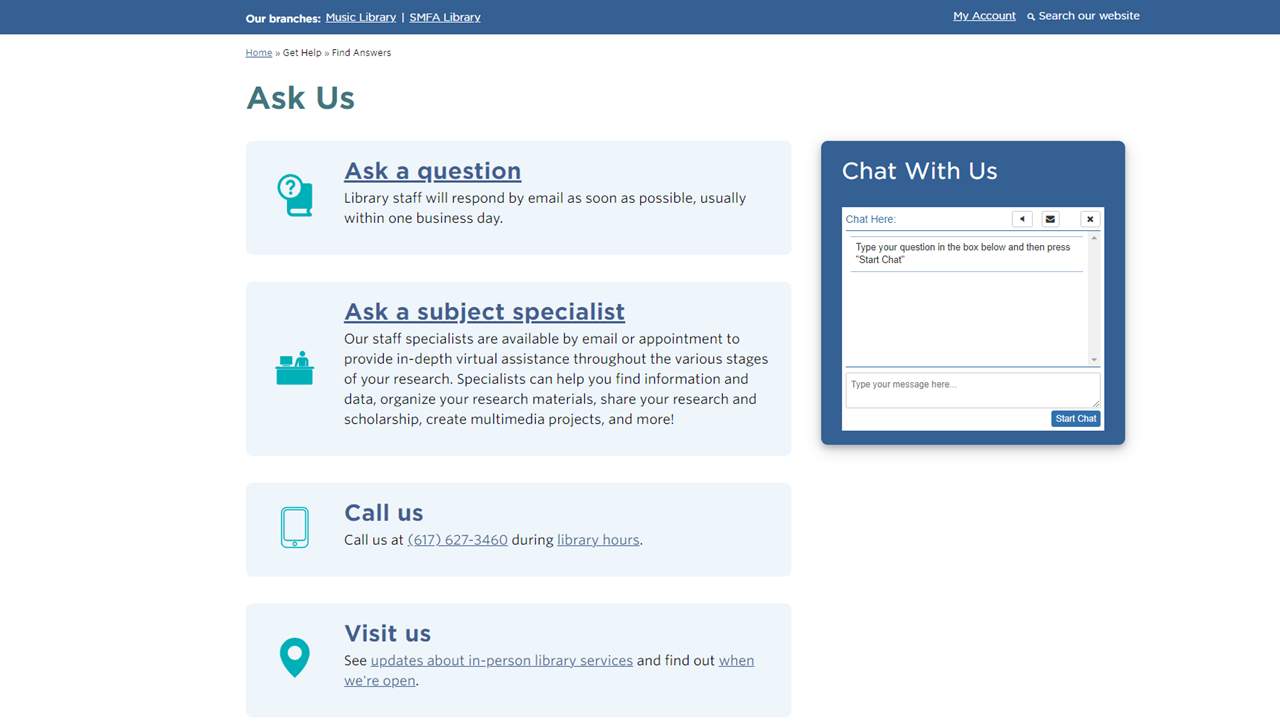 Our branches: Music Library | SMFA Library
My Account Search our website
Home » Get Help » Find Answers
Ask Us
Ask a question
Library staff will respond by email as soon as possible, usually
within one business day.
Ask a subject specialist
Our staff specialists are available by email or appointment to
provide in-depth virtual assistance throughout the various stages
of your research. Specialists can help you find information and
data, organize your research materials, share your research and
scholarship, create multimedia projects, and more!
Call us
Call us at (617) 627-3460 during library hours.
Visit us
See updates about in-person library services and find out when
we're open.
Chat With Us
Chat Here:
Type your question in the box below and then press
"Start Chat"
Type your message here...
Start Chat